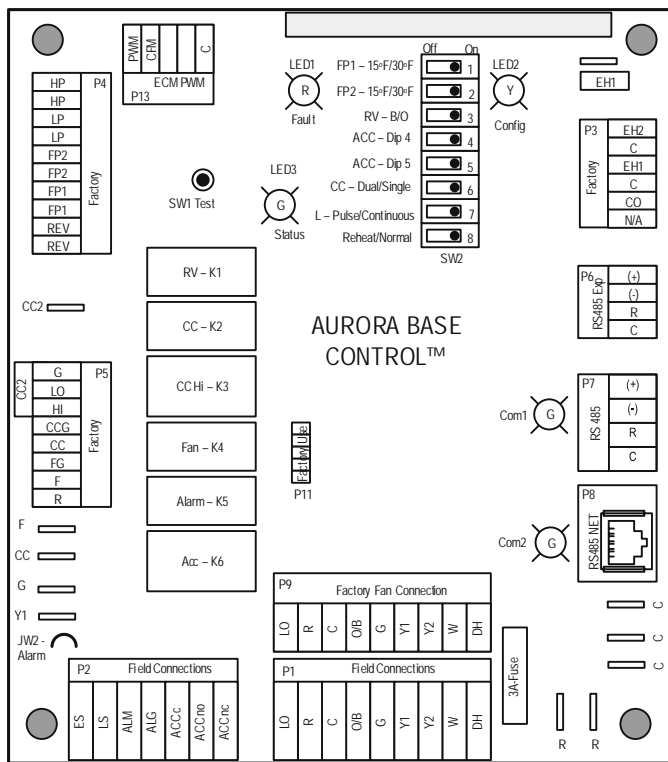 PWM
CFM
C
ECM PWM
P13
P4
HP
HP
LP
LP
FP2
FP2
FP1
FP1
REV
REV
Factory
SW1 Test
LED1
R
Fault
LED3
G
Status
Off On
FP1 – 15ºF/30ºF 1
FP2 – 15ºF/30ºF 2
RV – B/O 3
ACC – Dip 4 4
ACC – Dip 5 5
CC – Dual/Single 6
L – Pulse/Continuous 7
Reheat/Normal 8
SW2
LED2
Y
Config
EH1
P3
Factory
EH2
C
EH1
C
CO
N/A
P6
RS485 Exp
(+)
(-)
R
C
RV – K1
CC – K2
CC Hi – K3
Fan – K4
Alarm – K5
Acc – K6
AURORA BASE
CONTROL™
CC2
CC2
P5
G
LO
HI
CCG
CC
FG
F
R
Factory
Factory Use
P11
Com1
G
P7
RS 485
(+)
(-)
R
C
Com2
G
P8
RS485 NET
F
CC
G
Y1
JW2 -
Alarm
P9
Factory Fan Connection
LO R C O/B G Y1 Y2 W DH
P2
Field Connections
ES LS ALM ALG ACCc ACCno ACCnc
P1
Field Connections
LO R C O/B G Y1 Y2 W DH
3A-Fuse
C
C
C
R R